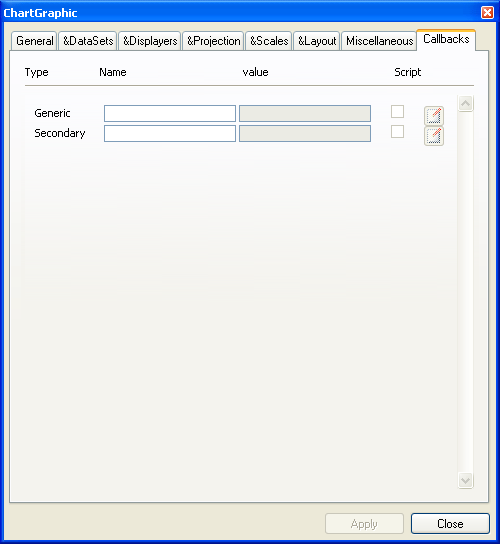 ChartGraphic
General &DataSets &Displayers &Projection &Scales &Layout Miscellaneous Callbacks
Type Name value Script
Generic
Secondary
Apply Close